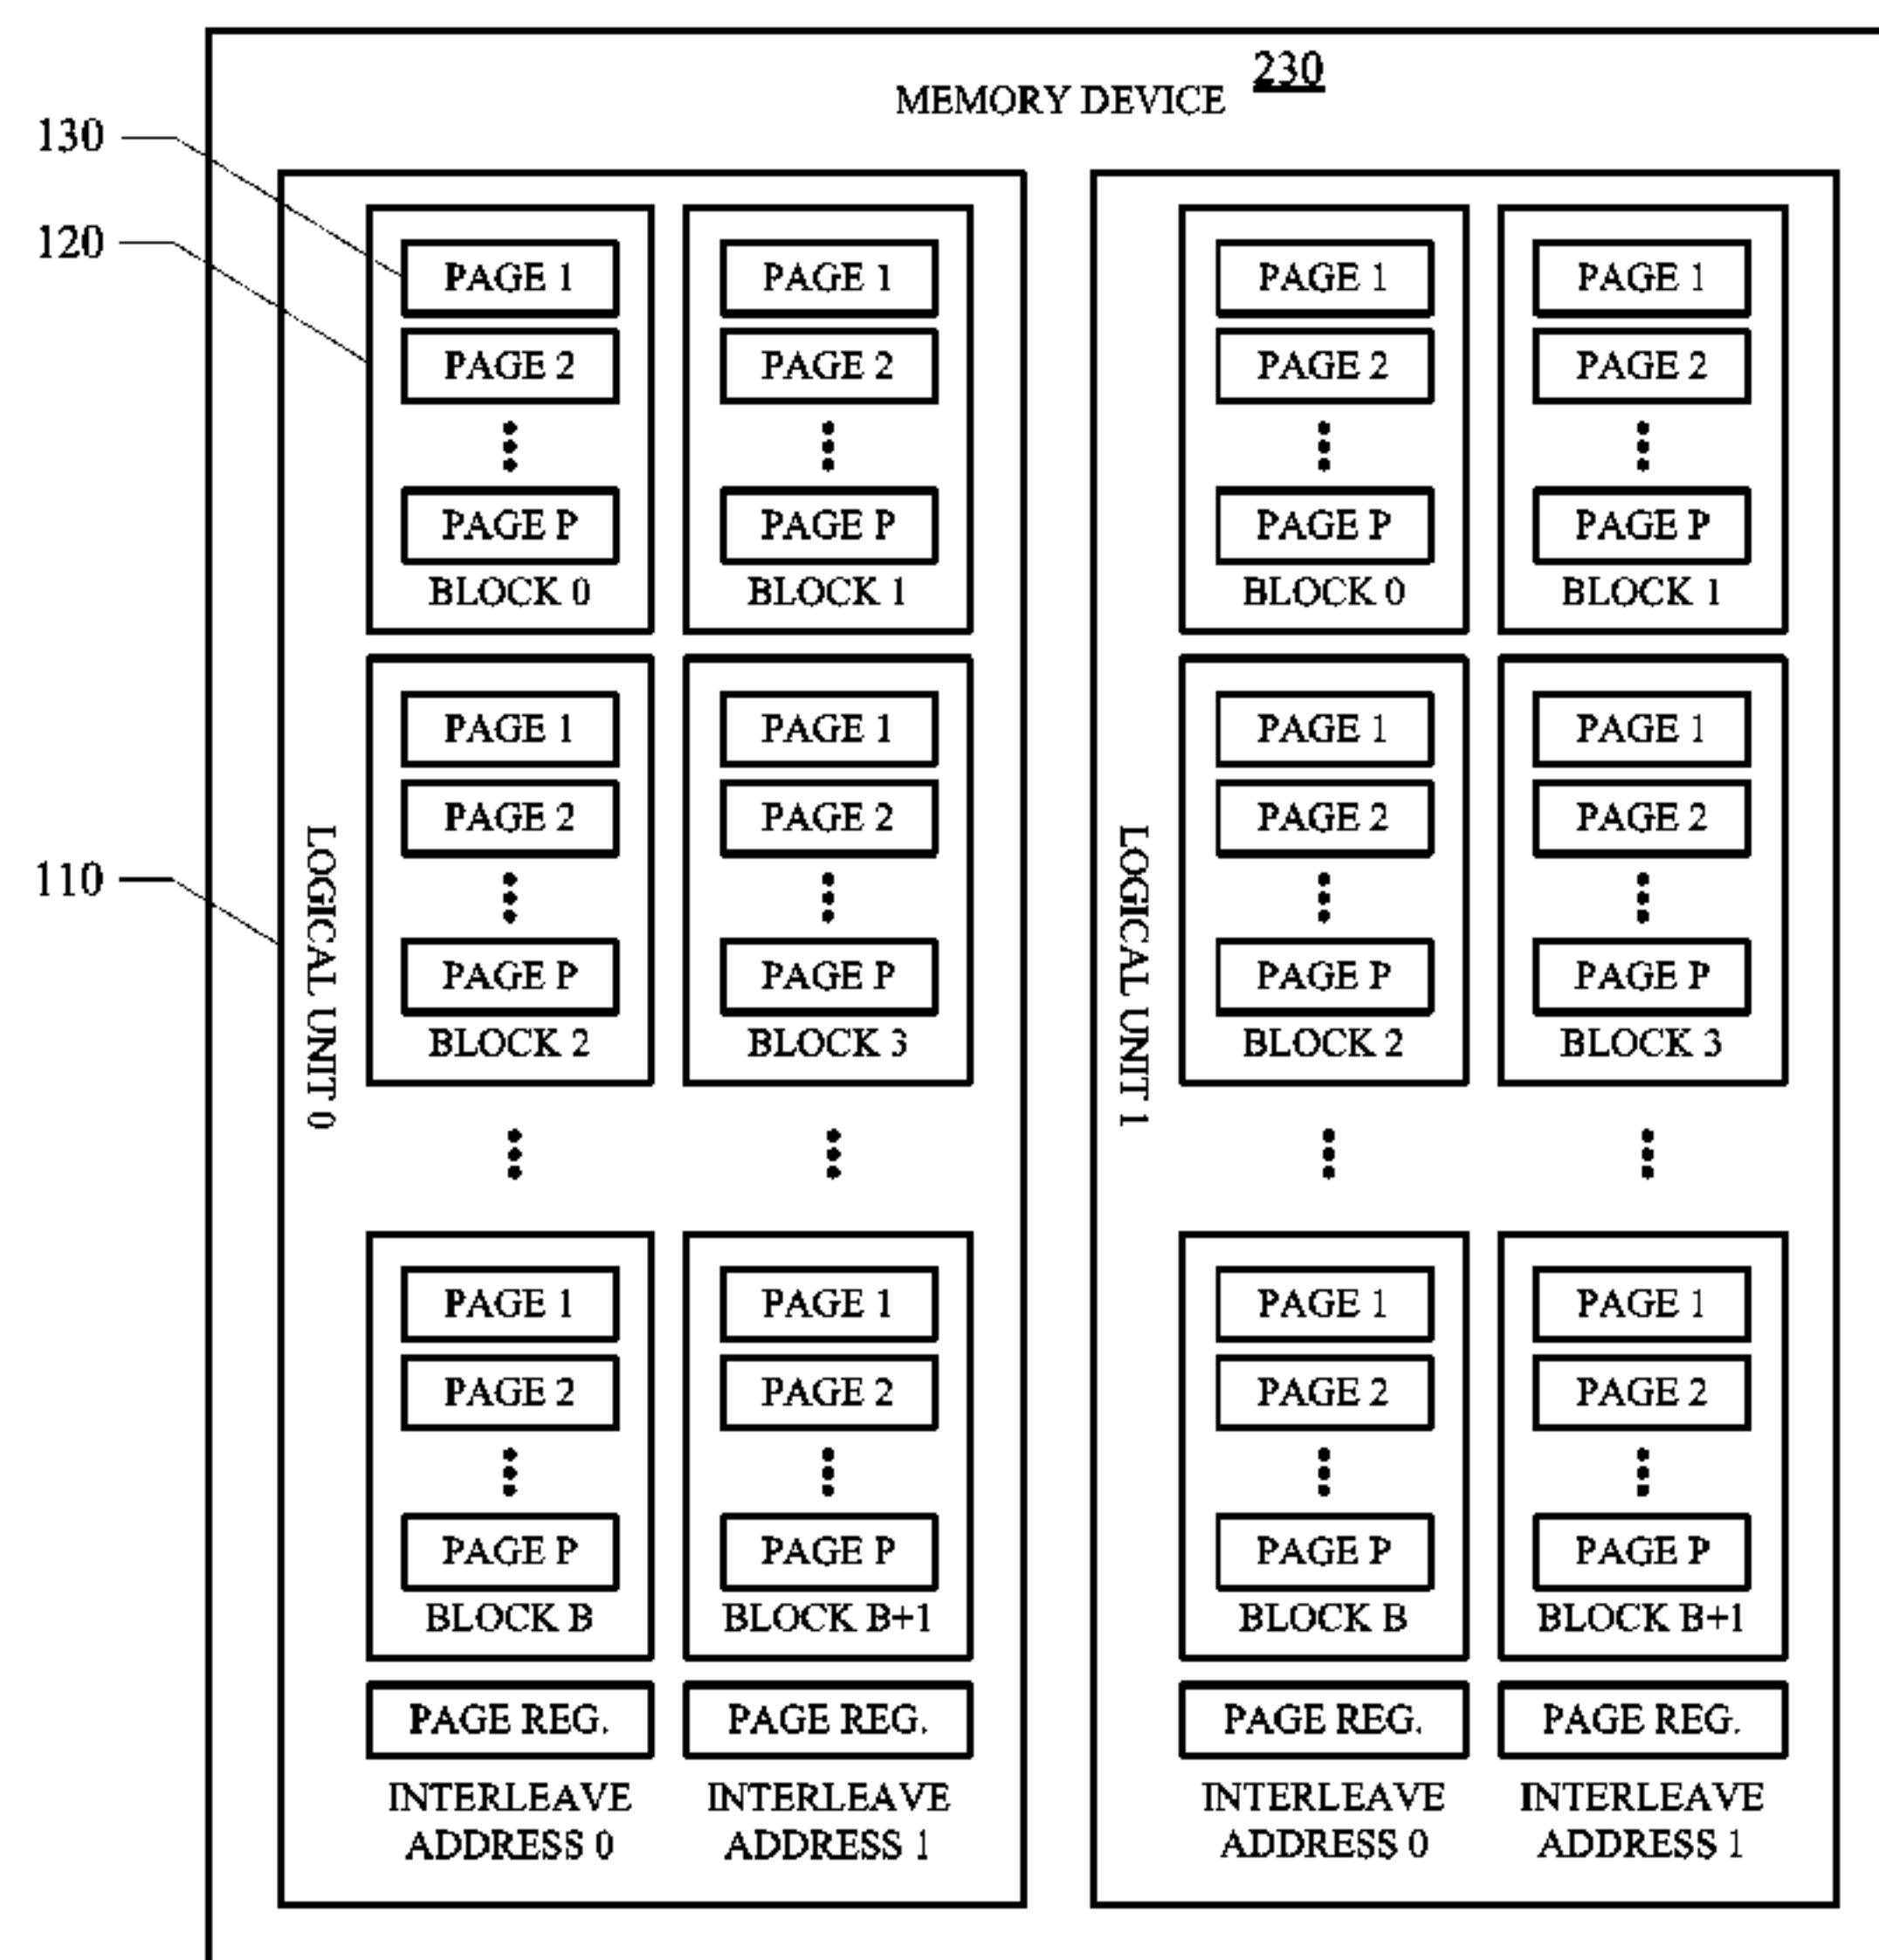 230
MEMORY DEVICE
130
120
110
LOGICAL UNIT 0
PAGE 1
PAGE 2
PAGE P
BLOCK 0
PAGE 1
PAGE 2
PAGE P
BLOCK 1
PAGE 1
PAGE 2
PAGE P
BLOCK 2
PAGE 1
PAGE 2
PAGE P
BLOCK 3
PAGE 1
PAGE 2
PAGE P
BLOCK B
PAGE 1
PAGE 2
PAGE P
BLOCK B+1
PAGE REG.
INTERLEAVE
ADDRESS 0
PAGE REG.
INTERLEAVE
ADDRESS 1
LOGICAL UNIT 1
PAGE 1
PAGE 2
PAGE P
BLOCK 0
PAGE 1
PAGE 2
PAGE P
BLOCK 1
PAGE 1
PAGE 2
PAGE P
BLOCK 2
PAGE 1
PAGE 2
PAGE P
BLOCK 3
PAGE 1
PAGE 2
PAGE P
BLOCK B
PAGE 1
PAGE 2
PAGE P
BLOCK B+1
PAGE REG.
INTERLEAVE
ADDRESS 0
PAGE REG.
INTERLEAVE
ADDRESS 1